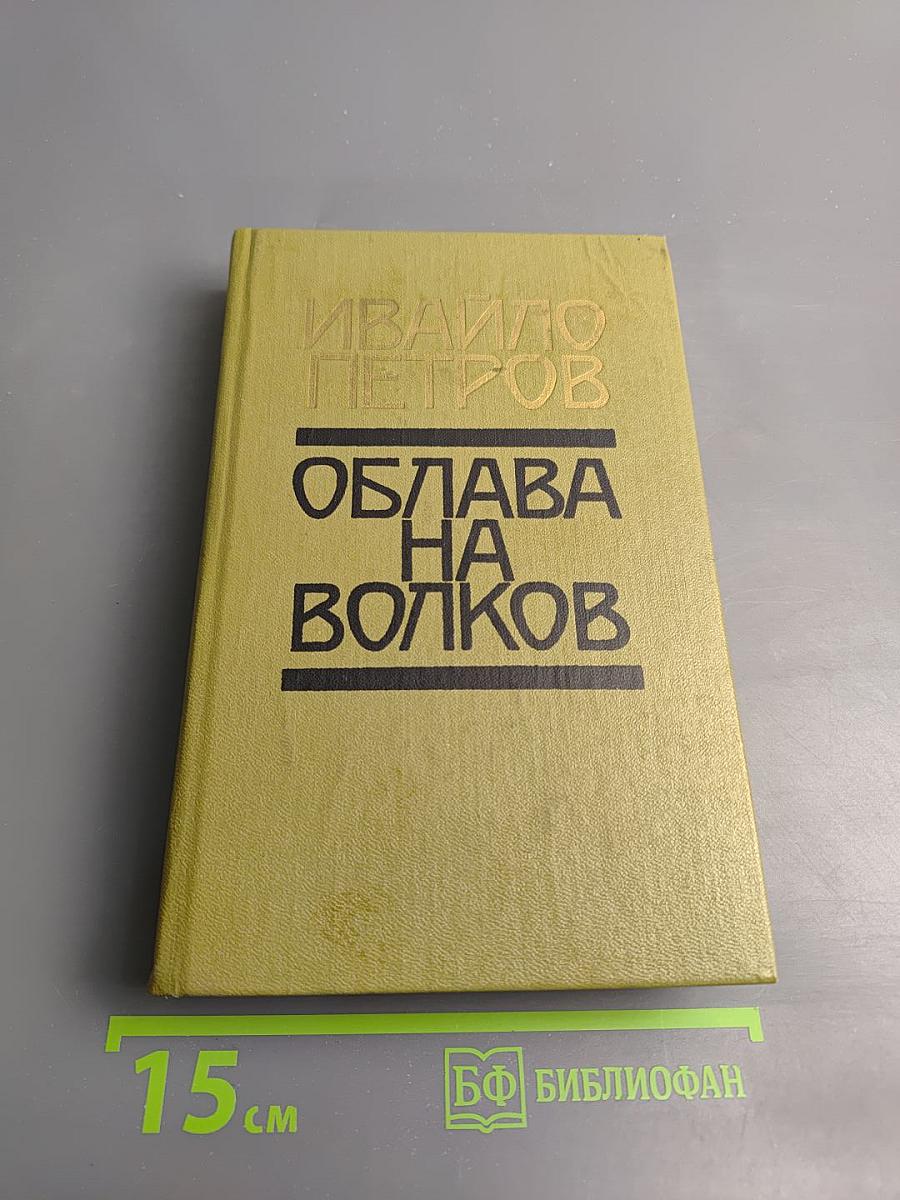 ИВАЙЛО
ПЕТРОВ
ОБЛАВА
НА
ВОЛКОВ
15 см
БФ БИБЛИОФАН